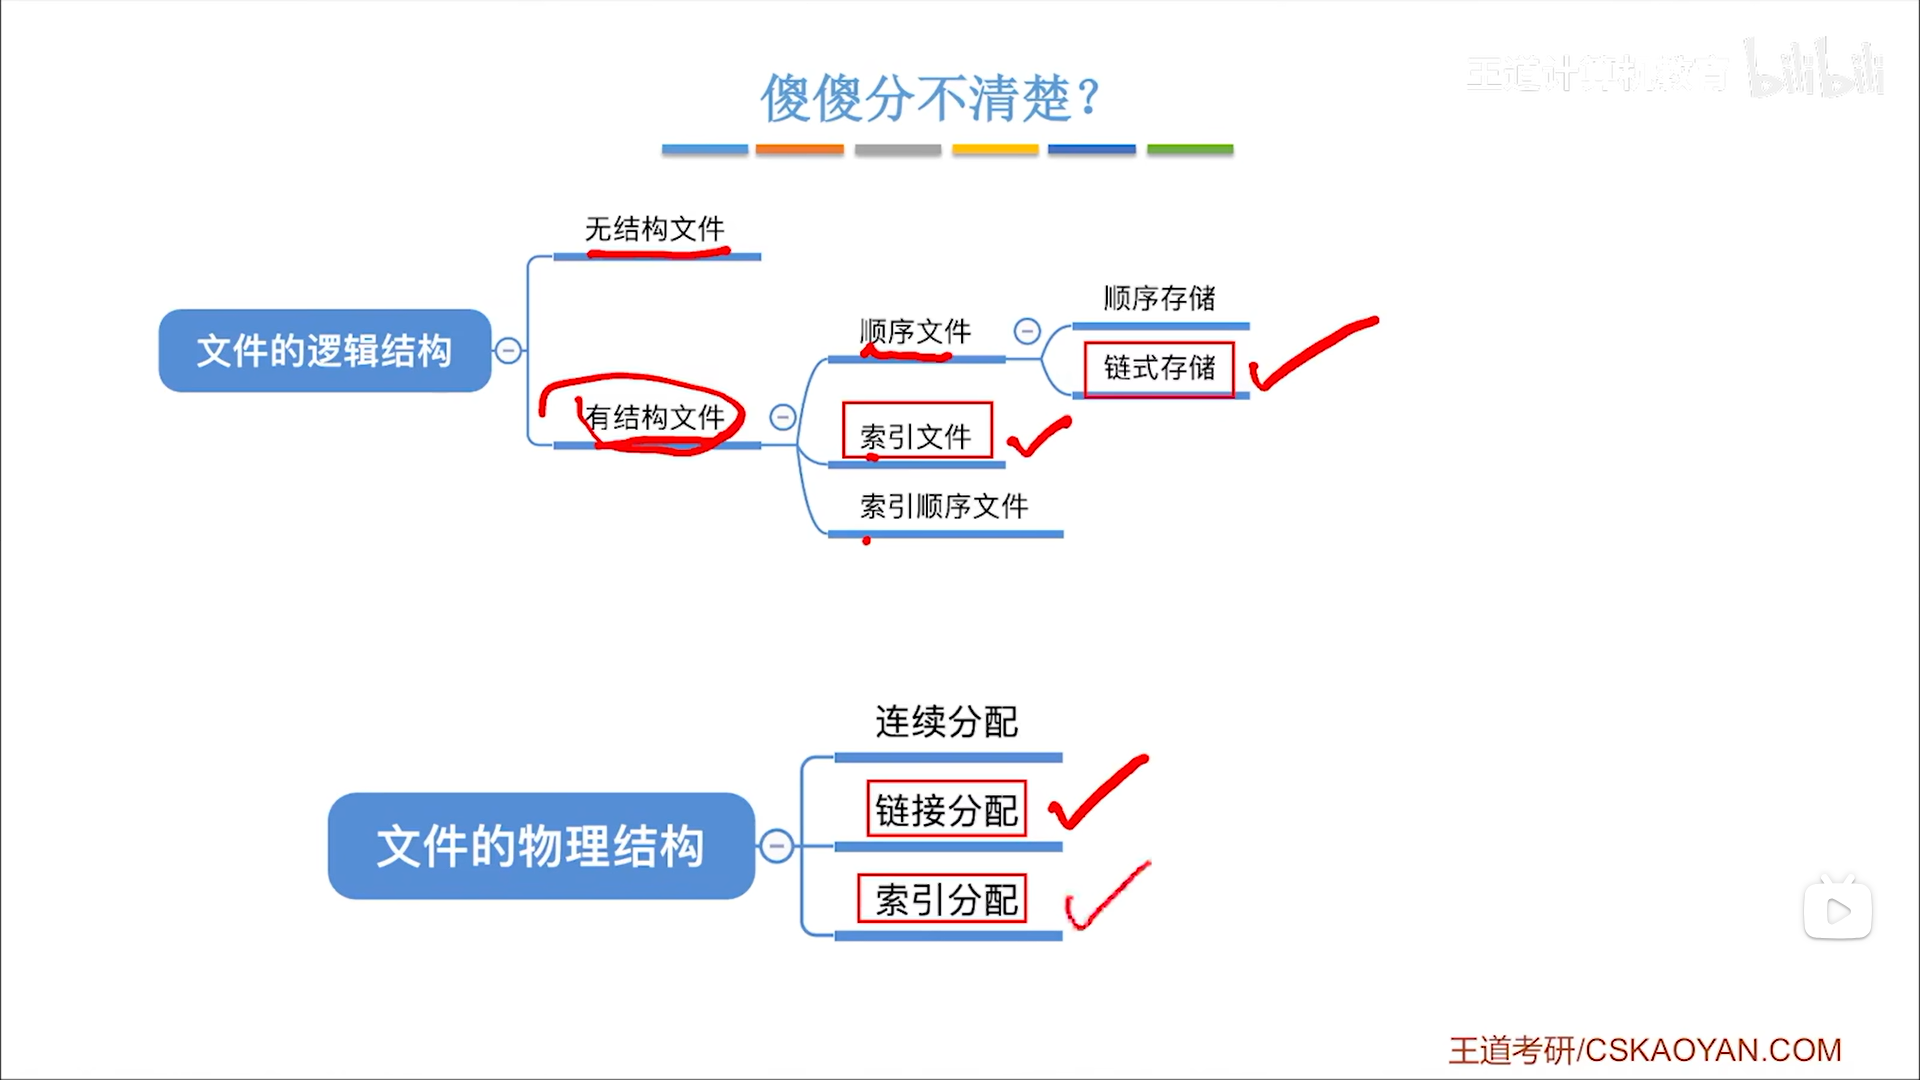 王道计算机教育 bilibili
傻傻分不清楚？
无结构文件
顺序存储
顺序文件
文件的逻辑结构
链式存储
有结构文件
索引文件
索引顺序文件
连续分配
链接分配
文件的物理结构
索引分配
王道考研/CSKAOYAN.COM